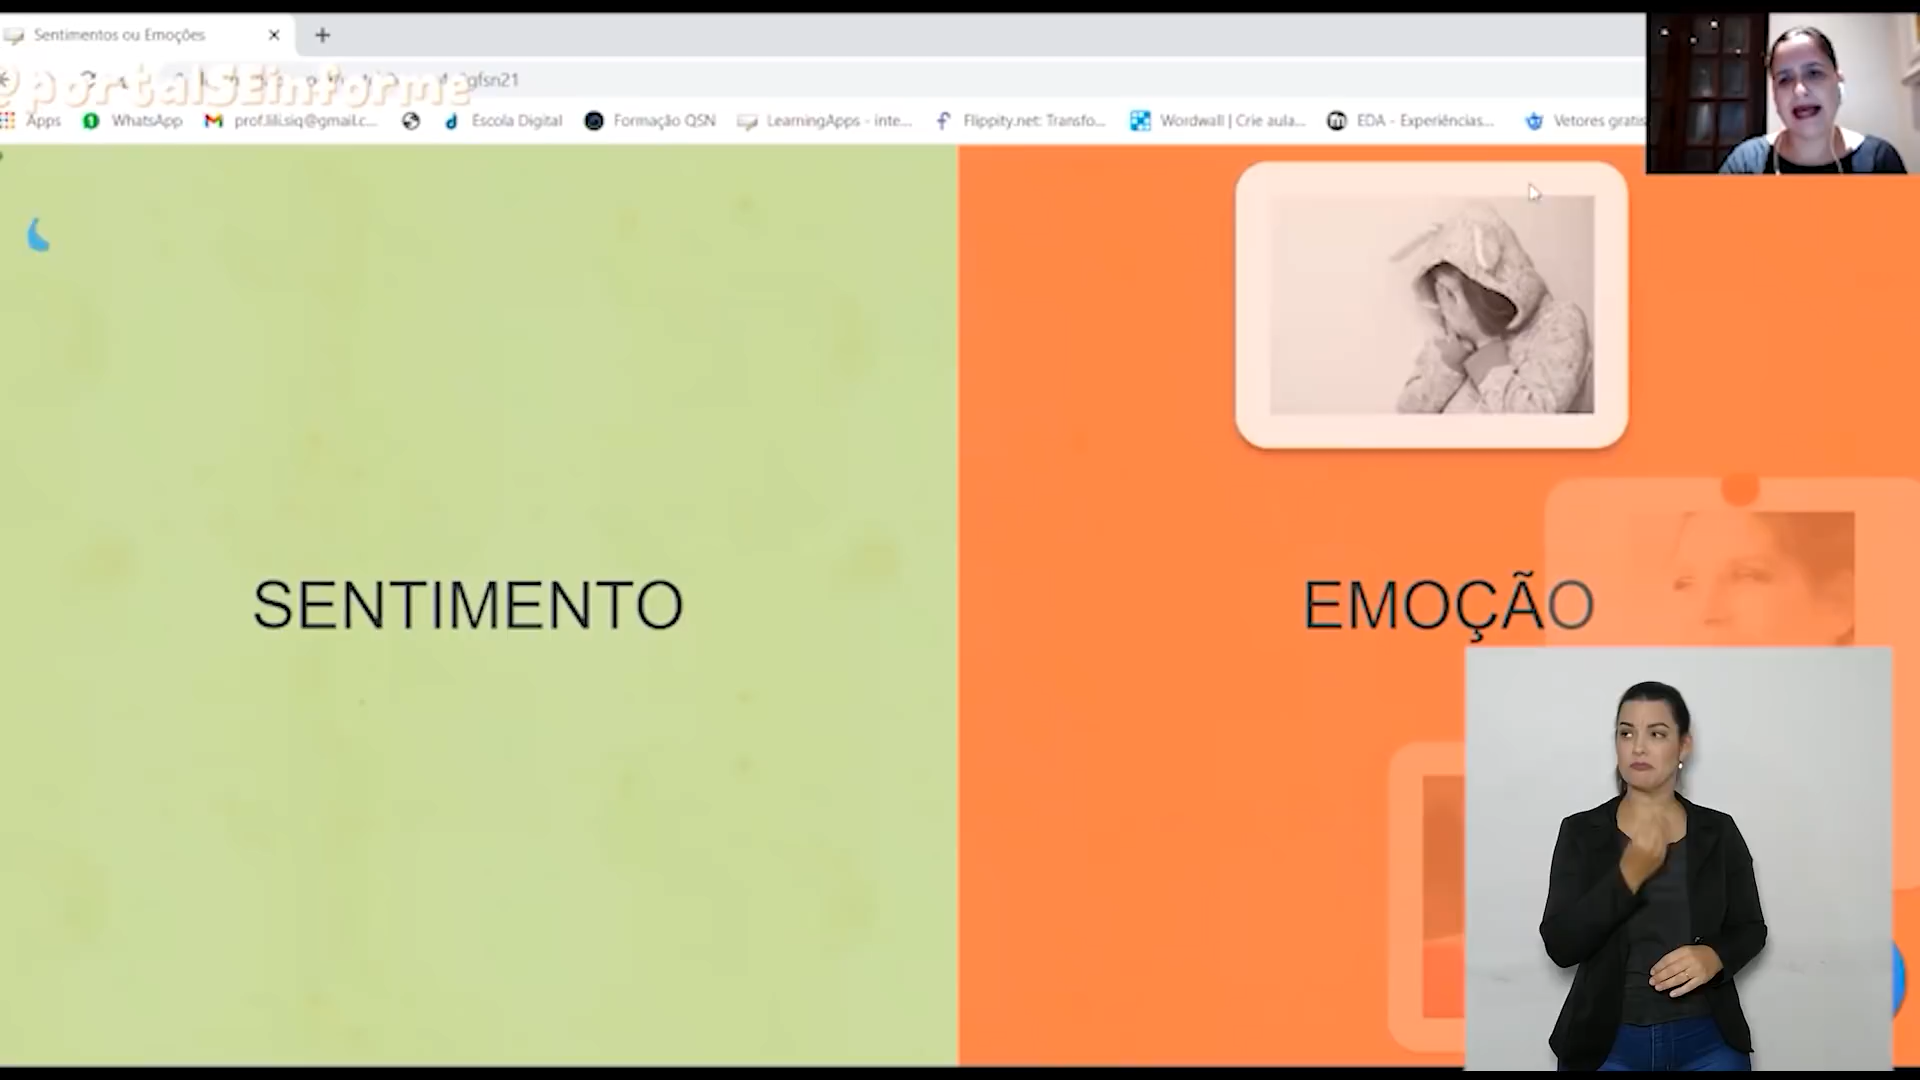 Sentimentos ou Emoções
@portalSEinforme
gfsn21
Apps WhatsApp prof.lili.siq@gmail.c... Escola Digital Formação QSN LearningApps - inte... Flippity.net: Transfo... Wordwall | Crie aula... EDA - Experiências... Vetores gratis
SENTIMENTO
EMOÇÃO